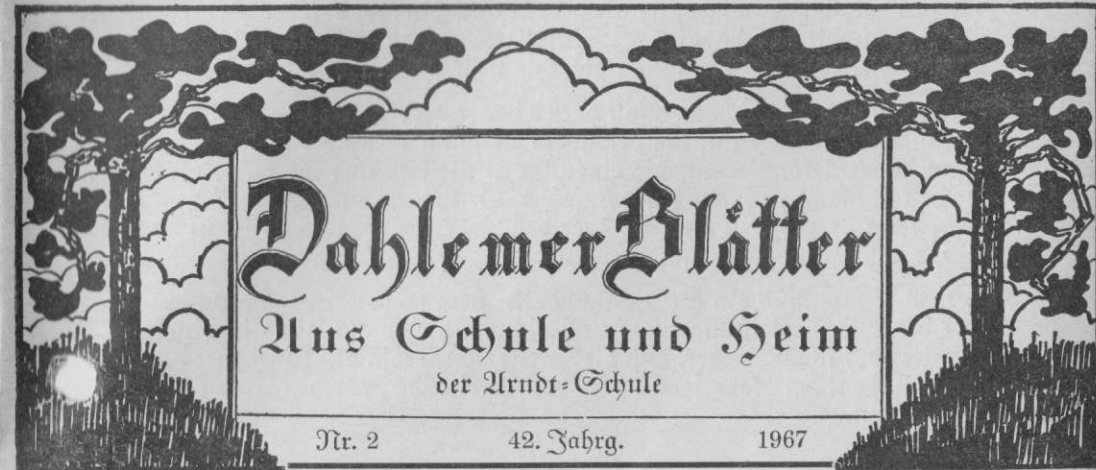 Dahlemer Blätter
Aus Schule und Heim
der Arndt=Schule
Nr. 2 42. Jahrg. 1967